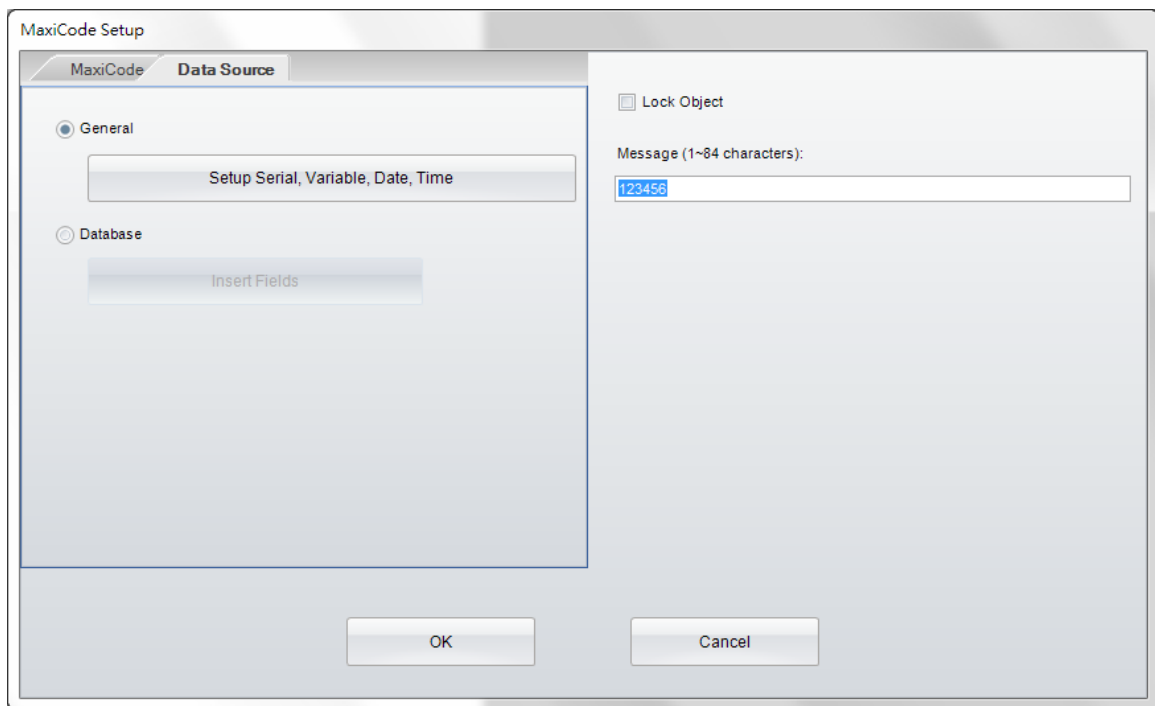 MaxiCode Setup
MaxiCode
Data Source
General
Setup Serial, Variable, Date, Time
Database
Insert Fields
Lock Object
Message (1~84 characters):
123456
OK
Cancel